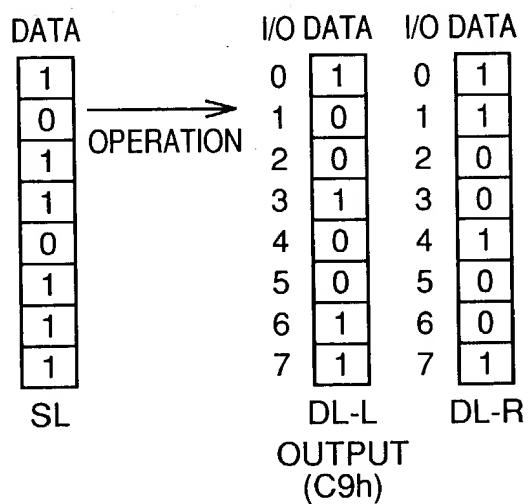 DATA I/O DATA I/O DATA
1 0 1 0 1
0 1 0 1 1
OPERATION
1 2 0 2 0
1 3 1 3 0
0 4 0 4 1
1 5 0 5 0
1 6 1 6 0
1 7 1 7 1
SL DL-L DL-R
OUTPUT
(C9h)